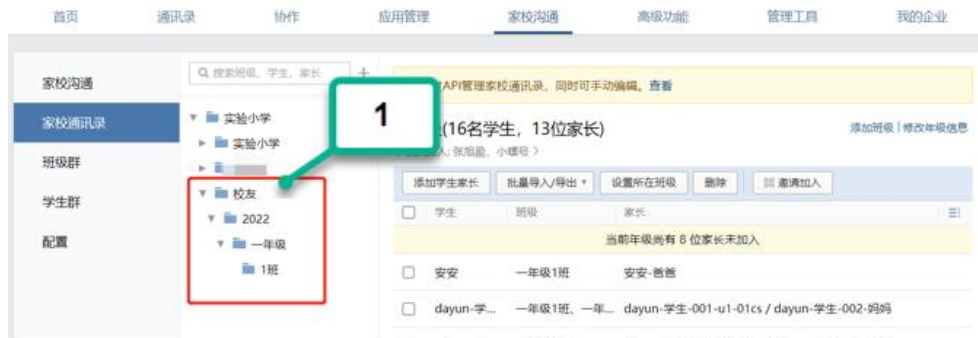 首页 通讯录 协作 应用管理 家校沟通 高级功能 管理工具 我的企业
家校沟通
家校通讯录
班级群
学生群
配置
搜索班级、学生、家长 +
实验小学
实验小学
校友
2022
一年级
1班
1
API管理家校通讯录，同时可手动编辑。查看
(16名学生，13位家长)
添加班级 | 修改年级信息
人: 张旭盈、小螺号 >
添加学生家长 批量导入/导出 设置所在班级 删除 邀请加入
学生 班级 家长
当前年级尚有 8 位家长未加入
安安 一年级1班 安安-爸爸
dayun-学... 一年级1班、一年... dayun-学生-001-u1-01cs / dayun-学生-002-妈妈